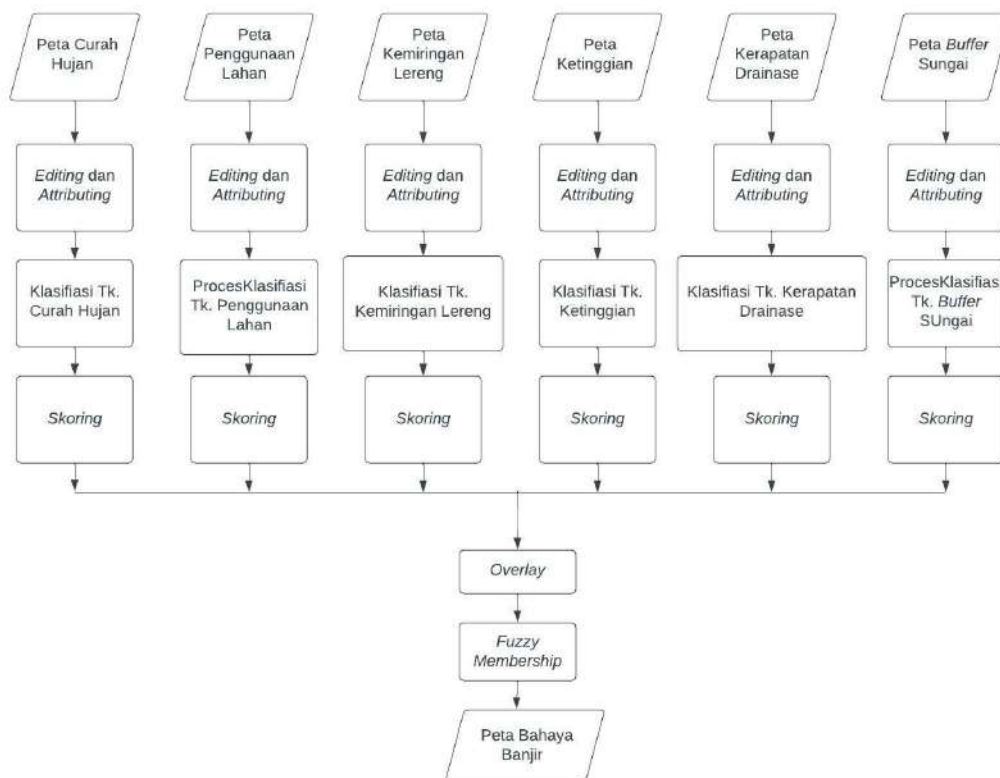 Peta Curah
Hujan
Peta
Penggunaan
Lahan
Peta
Kemiringan
Lereng
Peta
Ketinggian
Peta
Kerapatan
Drainase
Peta Buffer
Sungai
Editing dan
Attributing
Editing dan
Attributing
Editing dan
Attributing
Editing dan
Attributing
Editing dan
Attributing
Editing dan
Attributing
Klasifiasi Tk.
Curah Hujan
ProcesKlasifiasi
Tk. Penggunaan
Lahan
Klasifiasi Tk.
Kemiringan Lereng
Klasifiasi Tk.
Ketinggian
Klasifiasi Tk. Kerapatan
Drainase
ProcesKlasifias
Tk. Buffer
SUngai
Skoring
Skoring
Skoring
Skoring
Skoring
Skoring
Overlay
Fuzzy
Membership
Peta Bahaya
Banjir